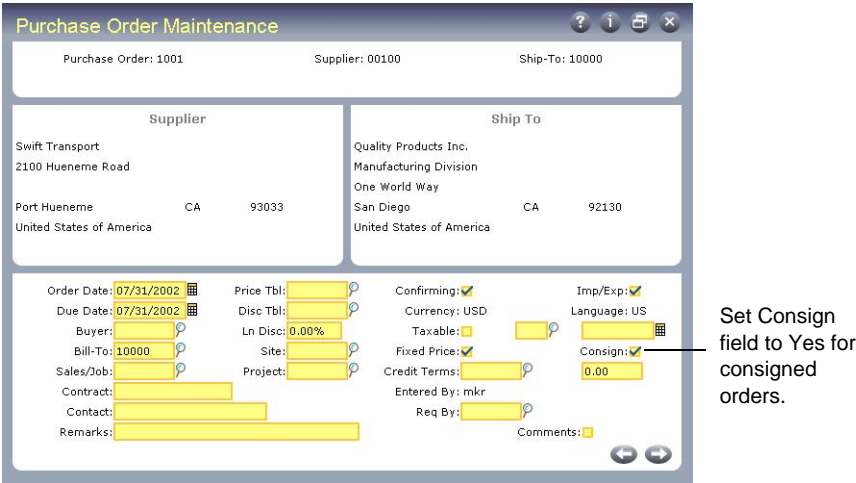 Purchase Order Maintenance
Purchase Order: 1001 Supplier: 00100 Ship-To: 10000
Supplier
Swift Transport
2100 Hueneme Road
Port Hueneme CA 93033
United States of America
Ship To
Quality Products Inc.
Manufacturing Division
One World Way
San Diego CA 92130
United States of America
Order Date: 07/31/2002 Price Tbl: Confirming: Imp/Exp:
Due Date: 07/31/2002 Disc Tbl: Currency: USD Language: US
Buyer: Ln Disc: 0.00% Taxable:
Bill-To: 10000 Site: Fixed Price: Consign:
Sales/Job: Project: Credit Terms: 0.00
Contract: Entered By: mkr
Contact: Req By:
Remarks: Comments:
Set Consign
field to Yes for
consigned
orders.